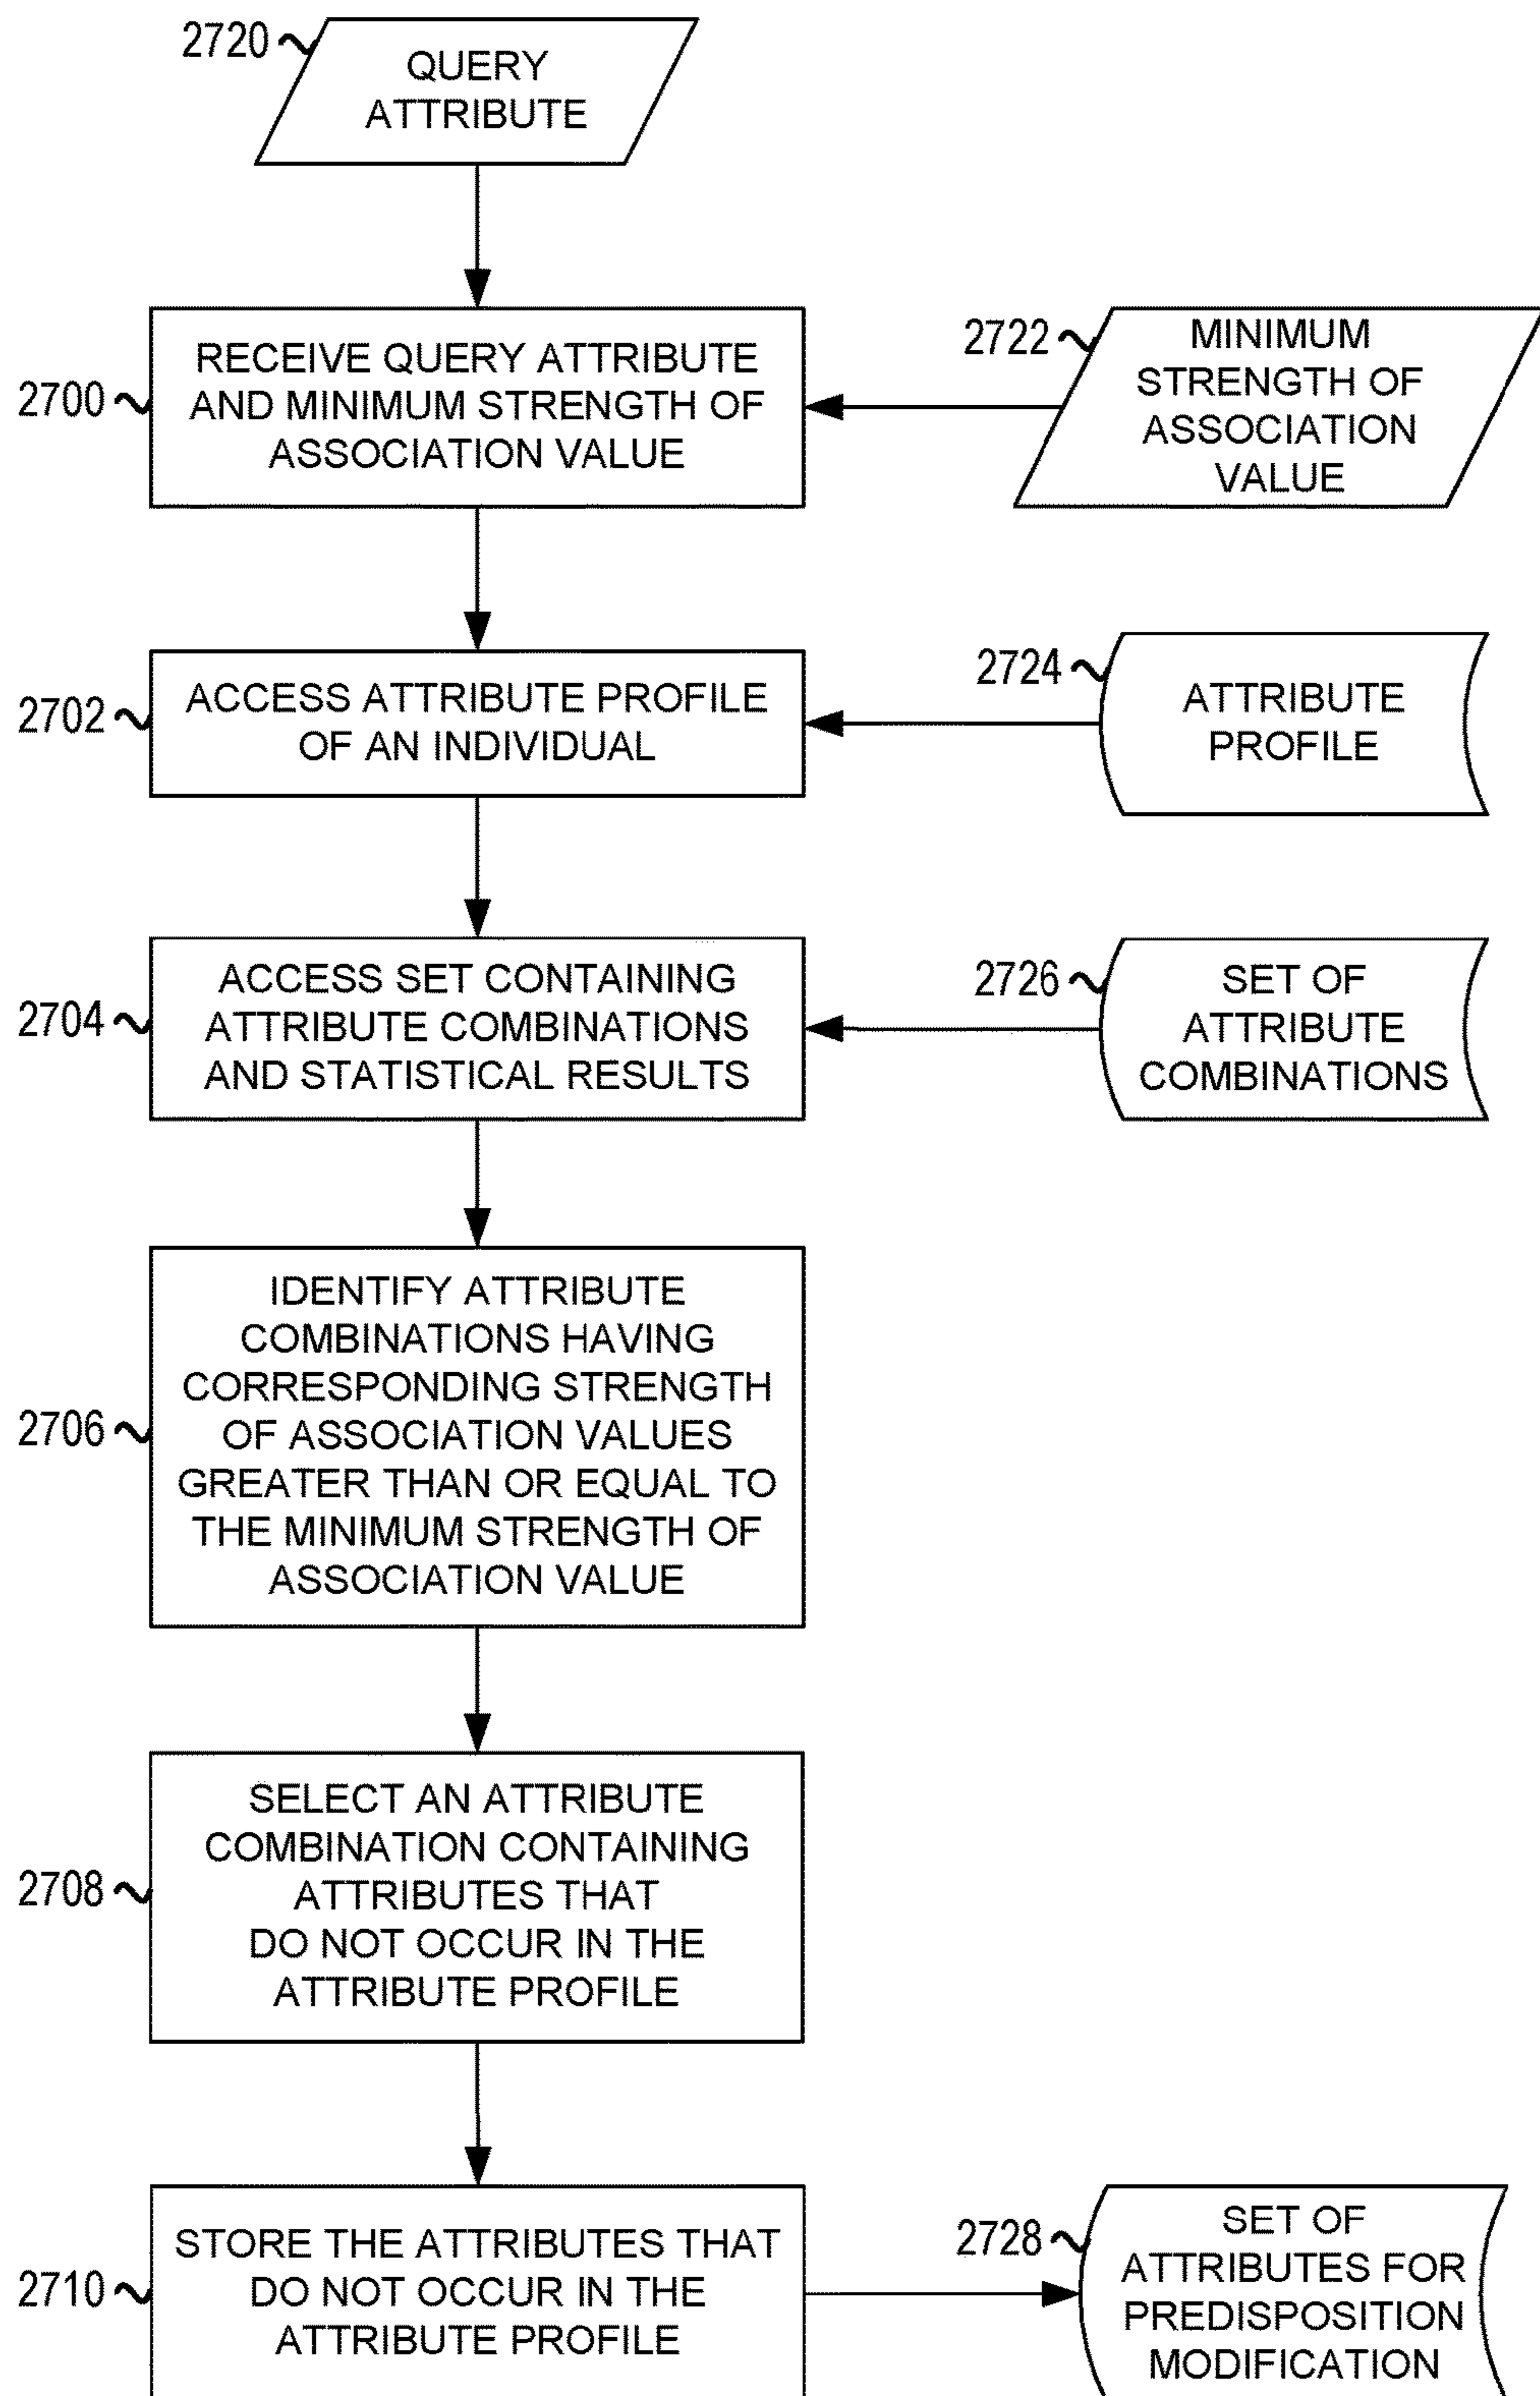 2720
QUERY
ATTRIBUTE
2700
RECEIVE QUERY ATTRIBUTE
AND MINIMUM STRENGTH OF
ASSOCIATION VALUE
2722
MINIMUM
STRENGTH OF
ASSOCIATION
VALUE
2702
ACCESS ATTRIBUTE PROFILE
OF AN INDIVIDUAL
2724
ATTRIBUTE
PROFILE
2704
ACCESS SET CONTAINING
ATTRIBUTE COMBINATIONS
AND STATISTICAL RESULTS
2726
SET OF
ATTRIBUTE
COMBINATIONS
2706
IDENTIFY ATTRIBUTE
COMBINATIONS HAVING
CORRESPONDING STRENGTH
OF ASSOCIATION VALUES
GREATER THAN OR EQUAL TO
THE MINIMUM STRENGTH OF
ASSOCIATION VALUE
2708
SELECT AN ATTRIBUTE
COMBINATION CONTAINING
ATTRIBUTES THAT
DO NOT OCCUR IN THE
ATTRIBUTE PROFILE
2710
STORE THE ATTRIBUTES THAT
DO NOT OCCUR IN THE
ATTRIBUTE PROFILE
2728
SET OF
ATTRIBUTES FOR
PREDISPOSITION
MODIFICATION